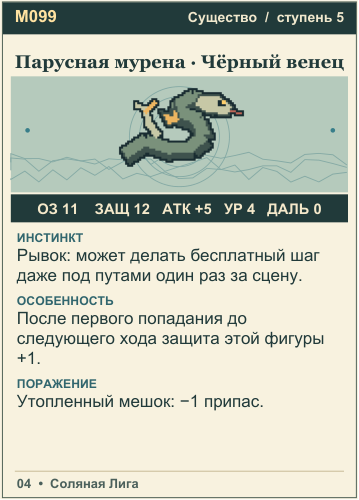 M099
Существо / ступень 5
Парусная мурена · Чёрный венец
ОЗ 11 ЗАЩ 12 АТК +5 УР 4 ДАЛЬ 0
ИНСТИНКТ
Рывок: может делать бесплатный шаг
даже под путами один раз за сцену.
ОСОБЕННОСТЬ
После первого попадания до
следующего хода защита этой фигуры
+1.
ПОРАЖЕНИЕ
Утопленный мешок: −1 припас.
04 • Соляная Лига